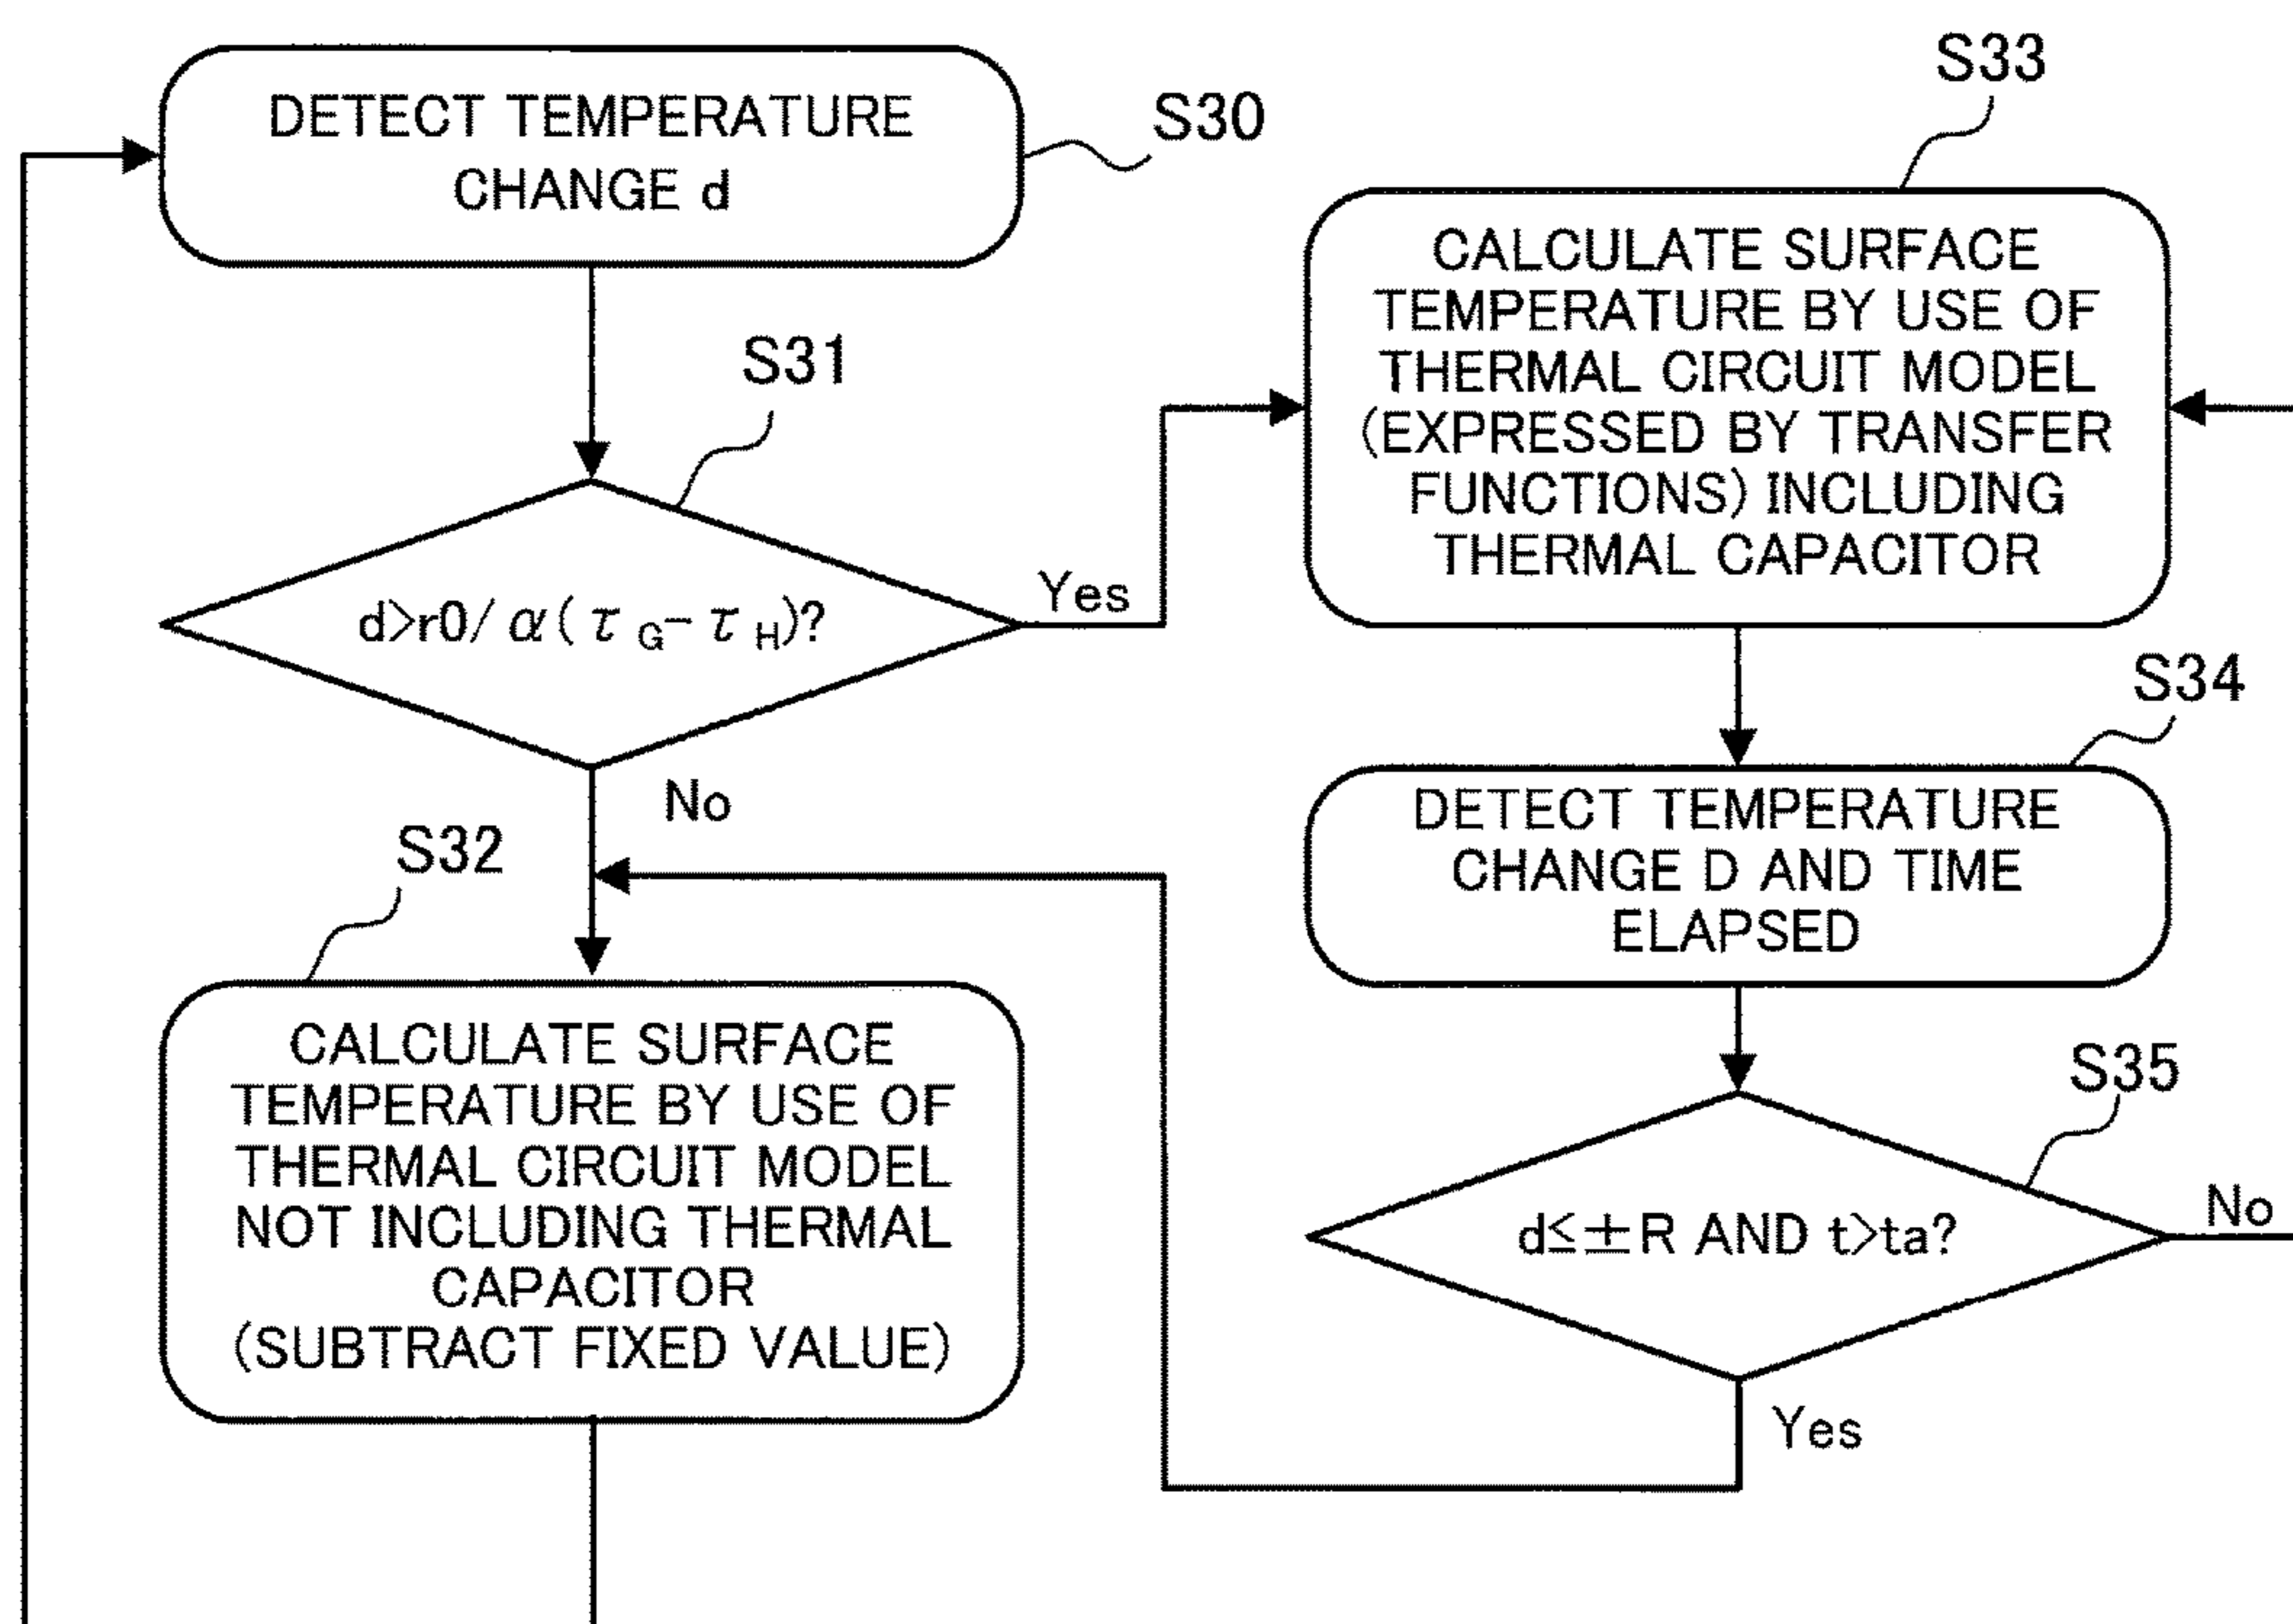 S30
DETECT TEMPERATURE
CHANGE d
S31
d>r0/α(τG-τH)?
Yes
No
S32
CALCULATE SURFACE
TEMPERATURE BY USE OF
THERMAL CIRCUIT MODEL
NOT INCLUDING THERMAL
CAPACITOR
(SUBTRACT FIXED VALUE)
S33
CALCULATE SURFACE
TEMPERATURE BY USE OF
THERMAL CIRCUIT MODEL
(EXPRESSED BY TRANSFER
FUNCTIONS) INCLUDING
THERMAL CAPACITOR
S34
DETECT TEMPERATURE
CHANGE D AND TIME
ELAPSED
S35
d≤±R AND t>ta?
No
Yes